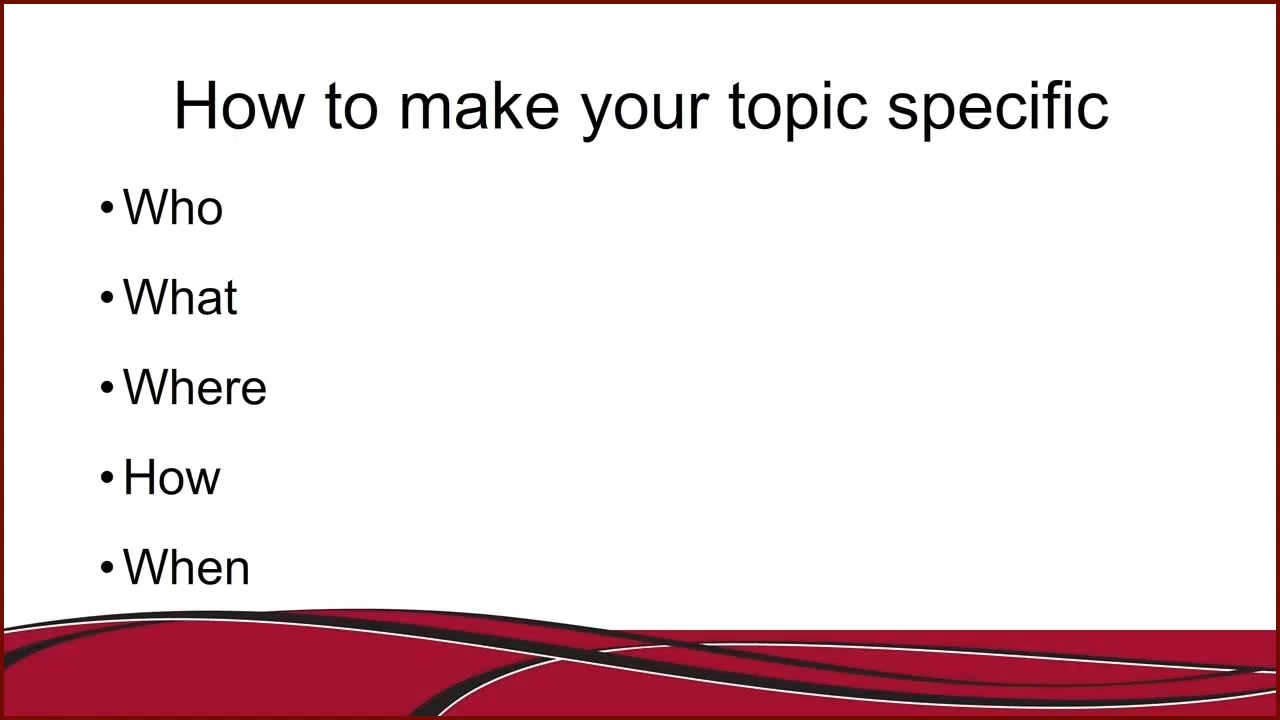 How to make your topic specific
• Who
• What
• Where
• How
• When